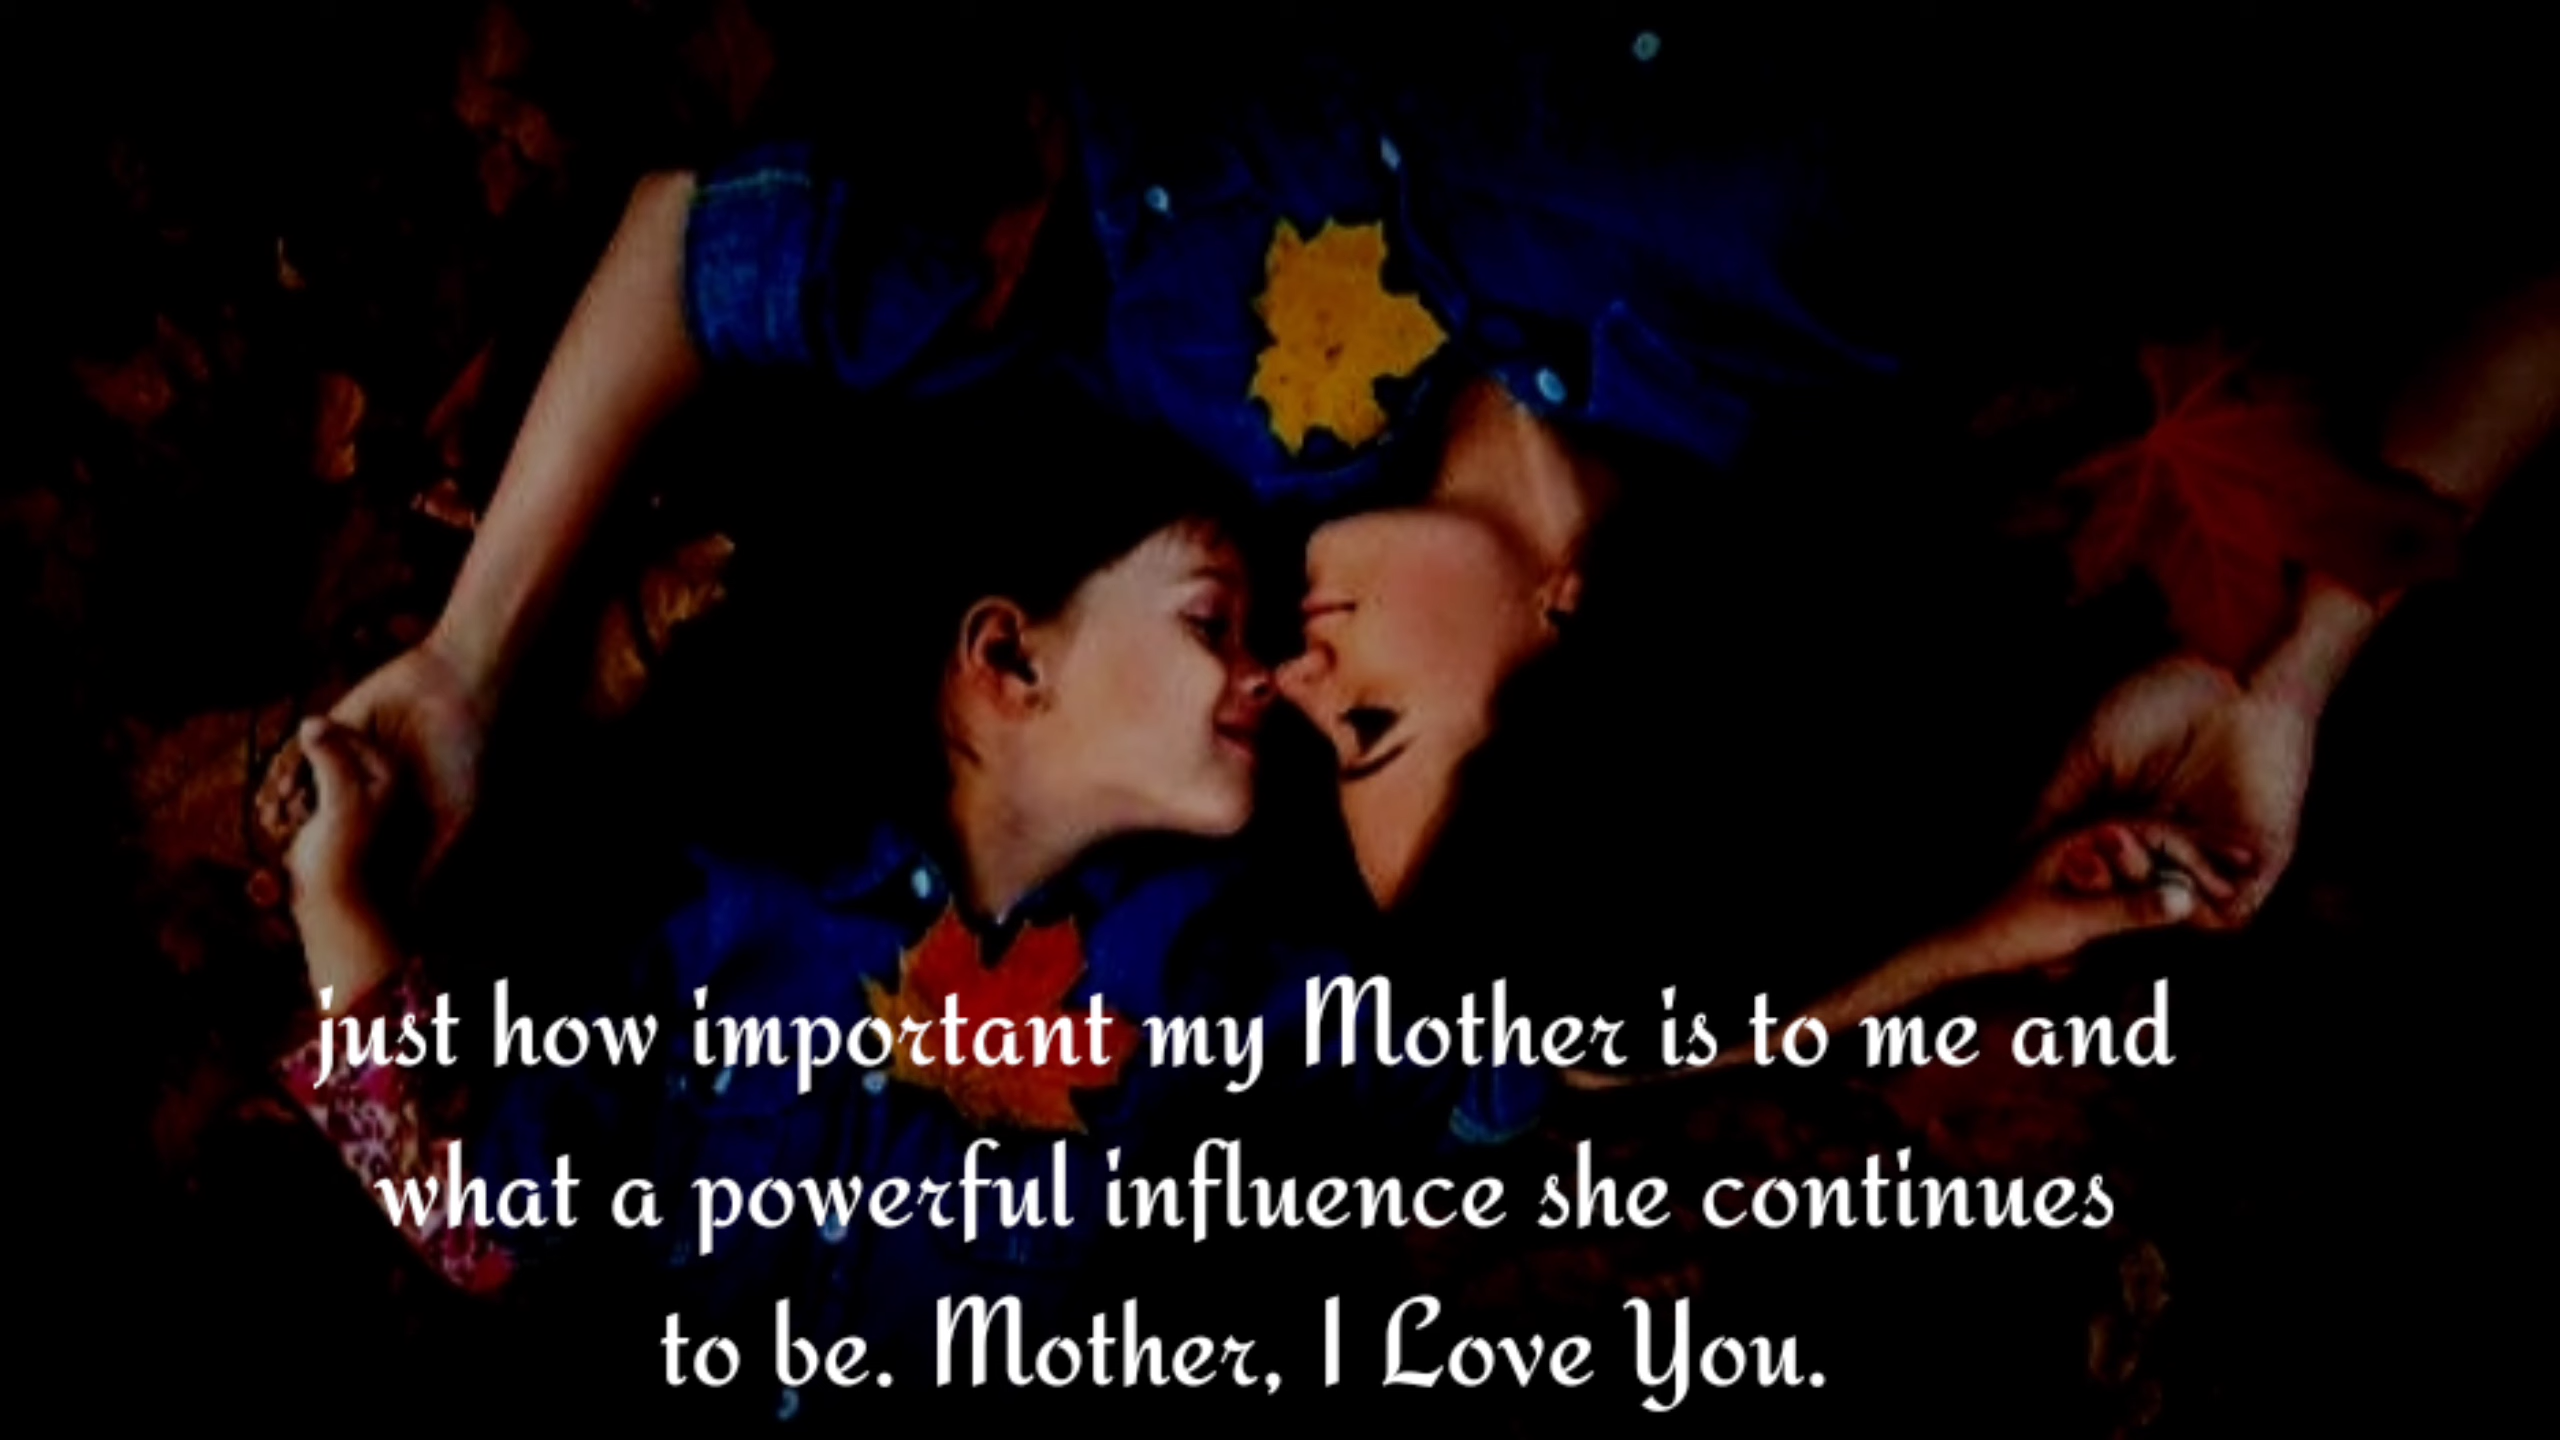 just how important my Mother is to me and
what a powerful influence she continues
to be. Mother, I Love You.